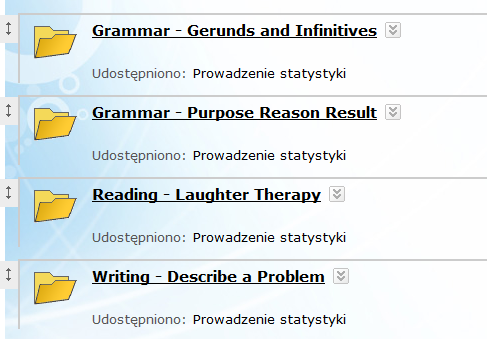 Grammar - Gerunds and Infinitives
Udostępniono: Prowadzenie statystyki
Grammar - Purpose Reason Result
Udostępniono: Prowadzenie statystyki
Reading - Laughter Therapy
Udostępniono: Prowadzenie statystyki
Writing - Describe a Problem
Udostępniono: Prowadzenie statystyki